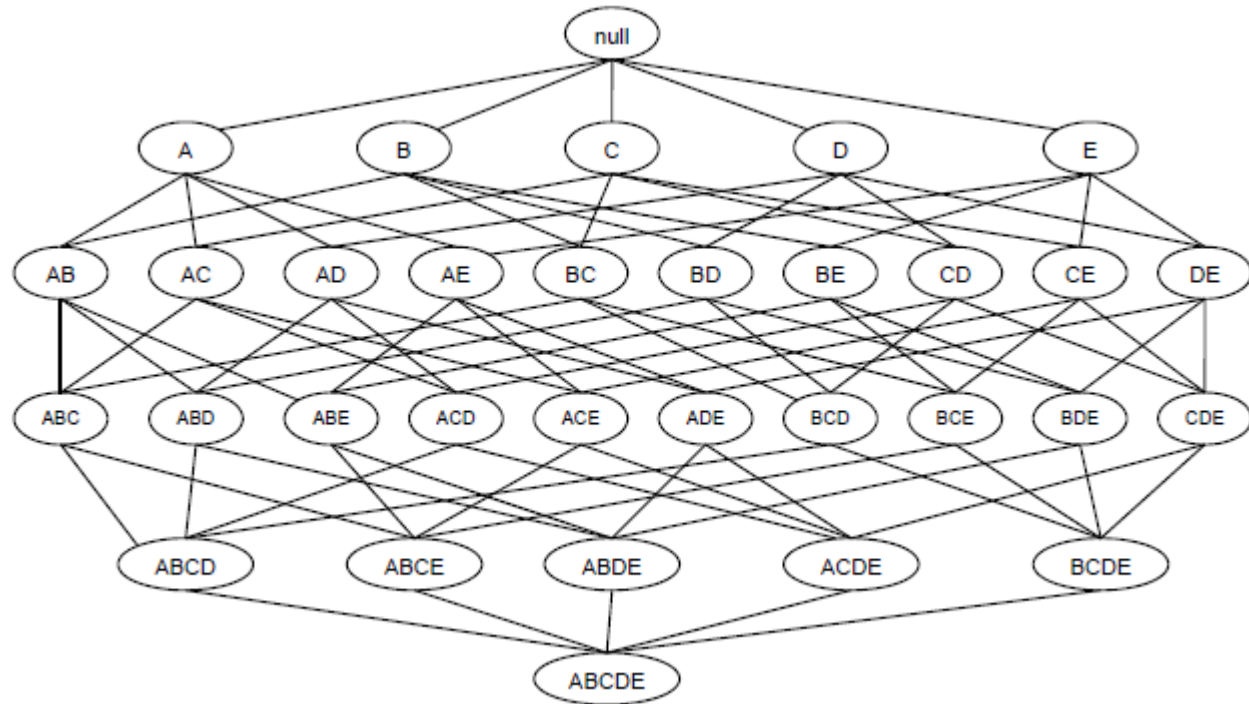 null
A B C D E
AB AC AD AE BC BD BE CD CE DE
ABC ABD ABE ACD ACE ADE BCD BCE BDE CDE
ABCD ABCE ABDE ACDE BCDE
ABCDE